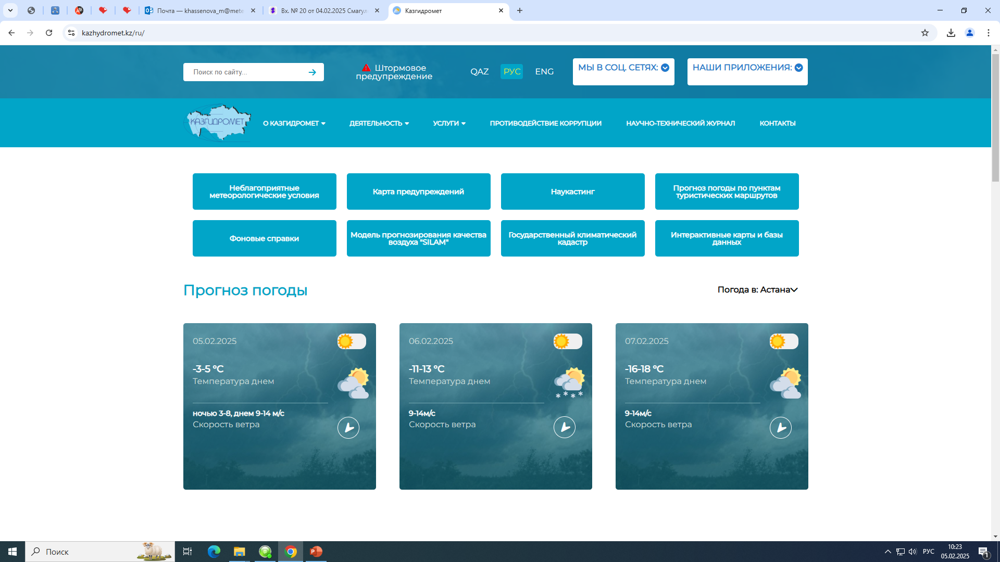 Почта — khassenova_m@mete
Вх. № 20 от 04.02.2025 Смагул
Казгидромет
kazhydromet.kz/ru/
Поиск по сайту...
Штормовое
предупреждение
QAZ
РУС
ENG
МЫ В СОЦ. СЕТЯХ:
НАШИ ПРИЛОЖЕНИЯ:
КАЗГИДРОМЕТ
О КАЗГИДРОМЕТ
ДЕЯТЕЛЬНОСТЬ
УСЛУГИ
ПРОТИВОДЕЙСТВИЕ КОРРУПЦИИ
НАУЧНО-ТЕХНИЧЕСКИЙ ЖУРНАЛ
КОНТАКТЫ
Неблагоприятные
метеорологические условия
Карта предупреждений
Наукастинг
Прогноз погоды по пунктам
туристических маршрутов
Фоновые справки
Модель прогнозирования качества
воздуха "SILAM"
Государственный климатический
кадастр
Интерактивные карты и базы
данных
Прогноз погоды
Погода в: Астана
05.02.2025
-3-5 °C
Температура днем
ночью 3-8, днем 9-14 м/с
Скорость ветра
06.02.2025
-11-13 °C
Температура днем
9-14м/с
Скорость ветра
07.02.2025
-16-18 °C
Температура днем
9-14м/с
Скорость ветра
Поиск
РУС
10:23
05.02.2025
1